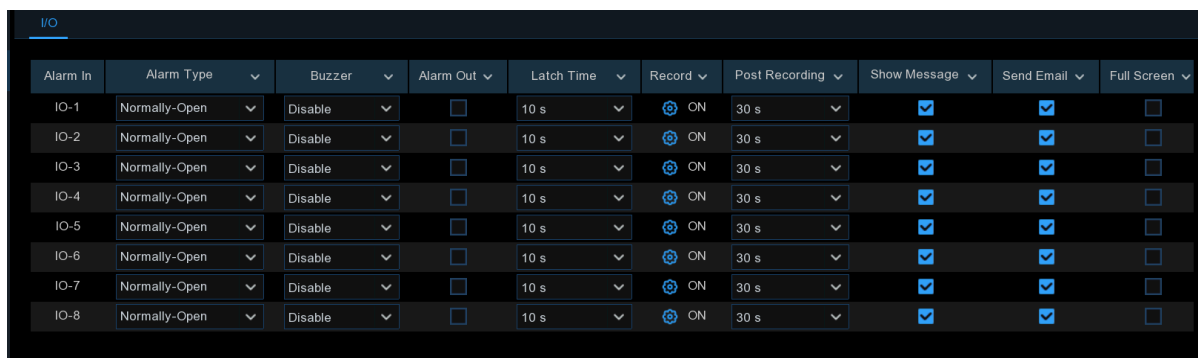 I/O
Alarm In Alarm Type Buzzer Alarm Out Latch Time Record Post Recording Show Message Send Email Full Screen
IO-1 Normally-Open Disable 10 s ON 30 s
IO-2 Normally-Open Disable 10 s ON 30 s
IO-3 Normally-Open Disable 10 s ON 30 s
IO-4 Normally-Open Disable 10 s ON 30 s
IO-5 Normally-Open Disable 10 s ON 30 s
IO-6 Normally-Open Disable 10 s ON 30 s
IO-7 Normally-Open Disable 10 s ON 30 s
IO-8 Normally-Open Disable 10 s ON 30 s